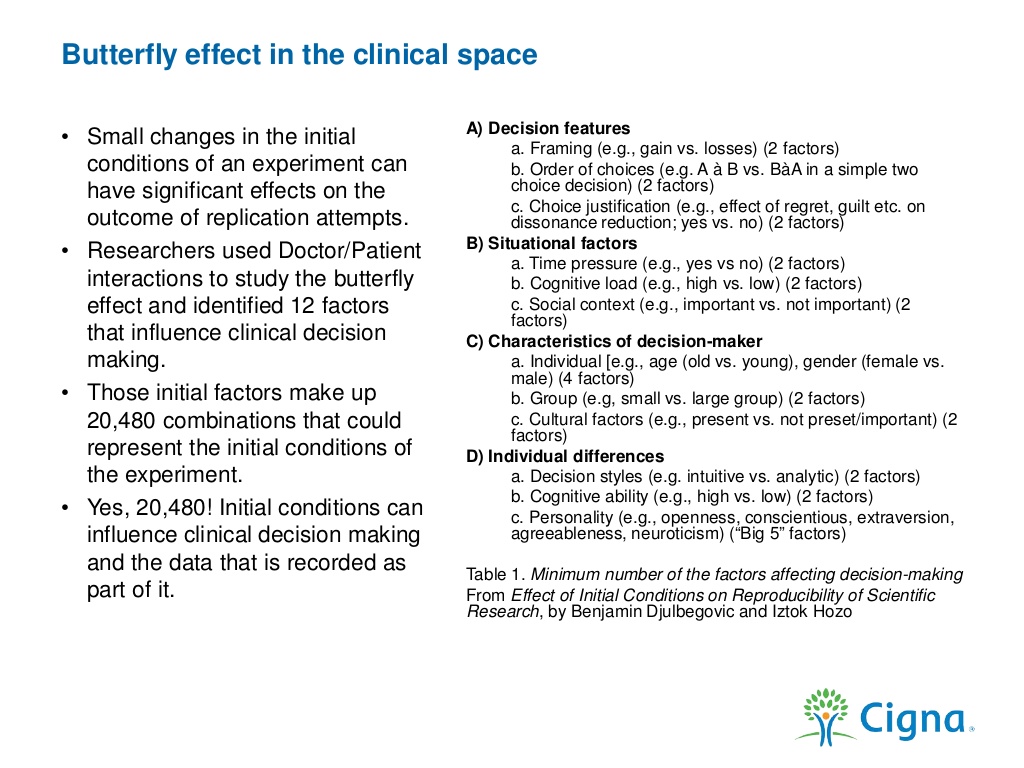 Butterfly effect in the clinical space
• Small changes in the initial
conditions of an experiment can
have significant effects on the
outcome of replication attempts.
• Researchers used Doctor/Patient
interactions to study the butterfly
effect and identified 12 factors
that influence clinical decision
making.
• Those initial factors make up
20,480 combinations that could
represent the initial conditions of
the experiment.
• Yes, 20,480! Initial conditions can
influence clinical decision making
and the data that is recorded as
part of it.
A) Decision features
a. Framing (e.g., gain vs. losses) (2 factors)
b. Order of choices (e.g. A à B vs. BàA in a simple two
choice decision) (2 factors)
c. Choice justification (e.g., effect of regret, guilt etc. on
dissonance reduction; yes vs. no) (2 factors)
B) Situational factors
a. Time pressure (e.g., yes vs no) (2 factors)
b. Cognitive load (e.g., high vs. low) (2 factors)
c. Social context (e.g., important vs. not important) (2
factors)
C) Characteristics of decision-maker
a. Individual [e.g., age (old vs. young), gender (female vs.
male) (4 factors)
b. Group (e.g, small vs. large group) (2 factors)
c. Cultural factors (e.g., present vs. not preset/important) (2
factors)
D) Individual differences
a. Decision styles (e.g. intuitive vs. analytic) (2 factors)
b. Cognitive ability (e.g., high vs. low) (2 factors)
c. Personality (e.g., openness, conscientious, extraversion,
agreeableness, neuroticism) (“Big 5” factors)
Table 1. Minimum number of the factors affecting decision-making
From Effect of Initial Conditions on Reproducibility of Scientific
Research, by Benjamin Djulbegovic and Iztok Hozo
Cigna®